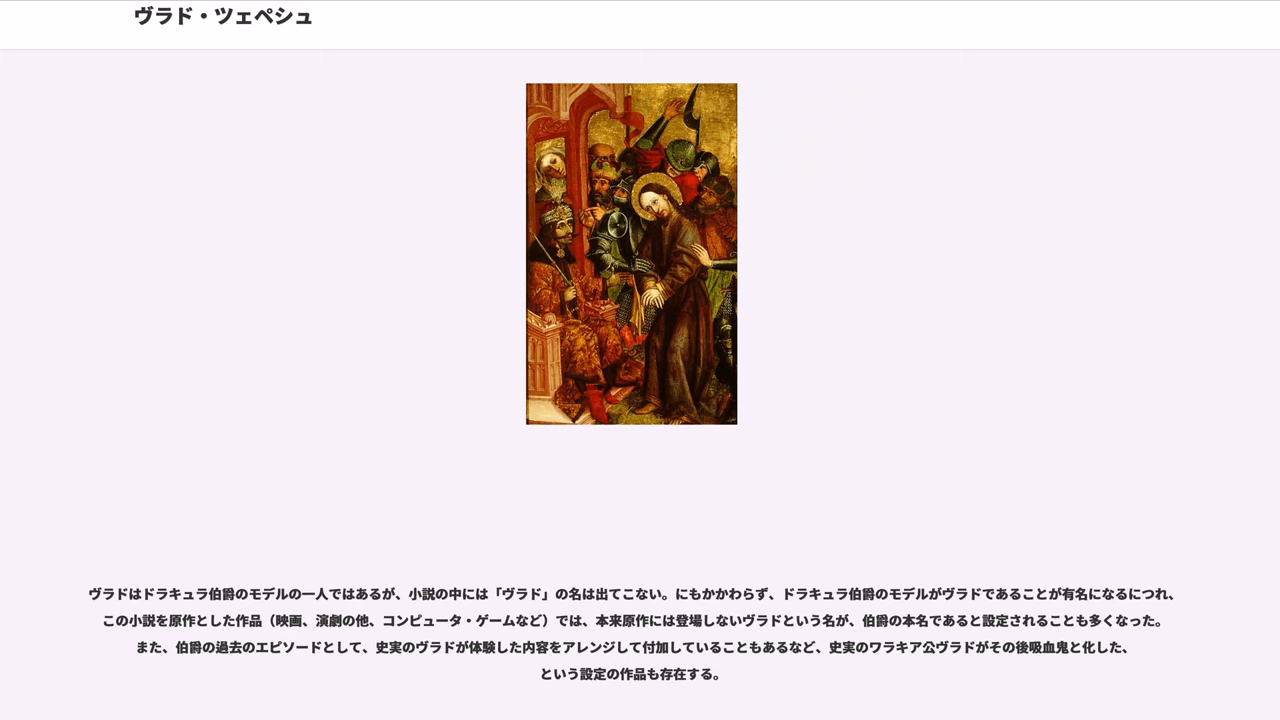 ヴラド・ツェペシュ
ヴラドはドラキュラ伯爵のモデルの一人ではあるが、小説の中には「ヴラド」の名は出てこない。にもかかわらず、ドラキュラ伯爵のモデルがヴラドであることが有名になるにつれ、
この小説を原作とした作品（映画、演劇の他、コンピュータ・ゲームなど）では、本来原作には登場しないヴラドという名が、伯爵の本名であると設定されることも多くなった。
また、伯爵の過去のエピソードとして、史実のヴラドが体験した内容をアレンジして付加していることもあるなど、史実のワラキア公ヴラドがその後吸血鬼と化した、
という設定の作品も存在する。